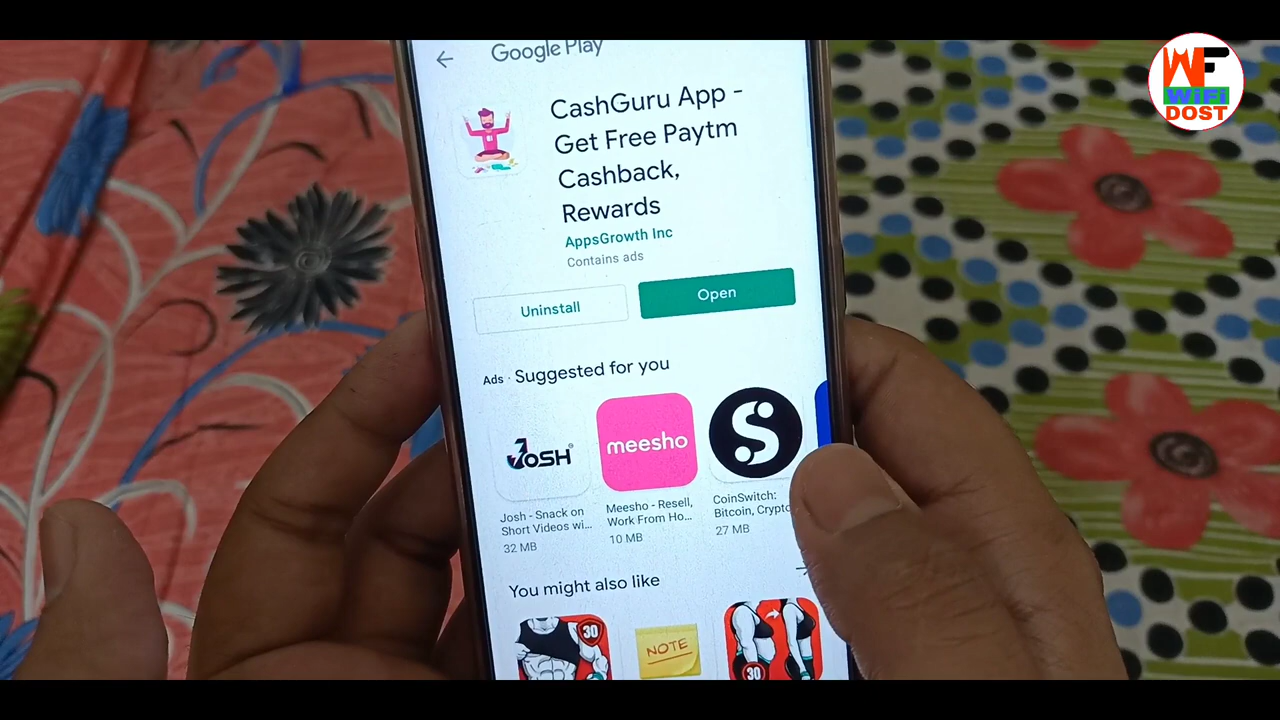 Google Play
WF
WiFi
DOST
CashGuru App -
Get Free Paytm
Cashback,
Rewards
AppsGrowth Inc
Contains ads
Uninstall
Open
Ads · Suggested for you
JOSH
meesho
S
Josh - Snack on
Short Videos wi...
32 MB
Meesho - Resell,
Work From Ho...
10 MB
CoinSwitch:
Bitcoin, Crypto
27 MB
You might also like
30
NOTE
30